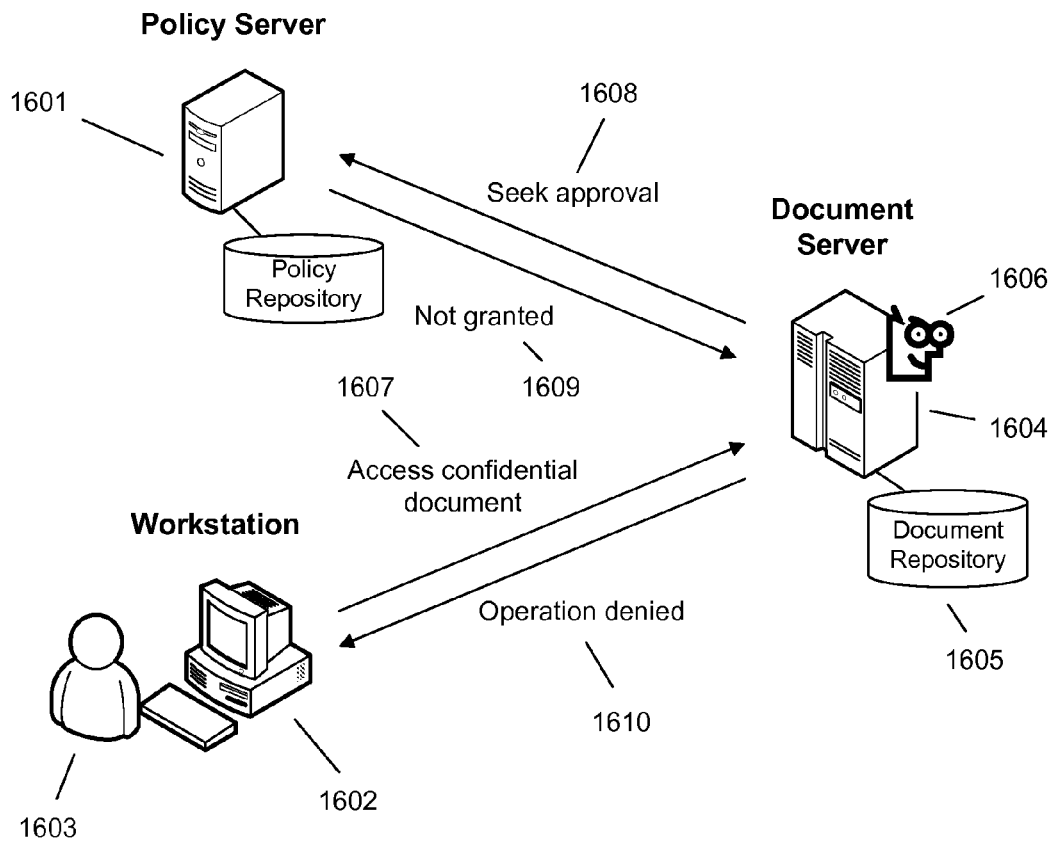 Policy Server
1601
1608
Seek approval
Document
Server
Policy
Repository
1606
Not granted
1607
1609
1604
Access confidential
document
Workstation
Document
Repository
Operation denied
1605
1610
1602
1603